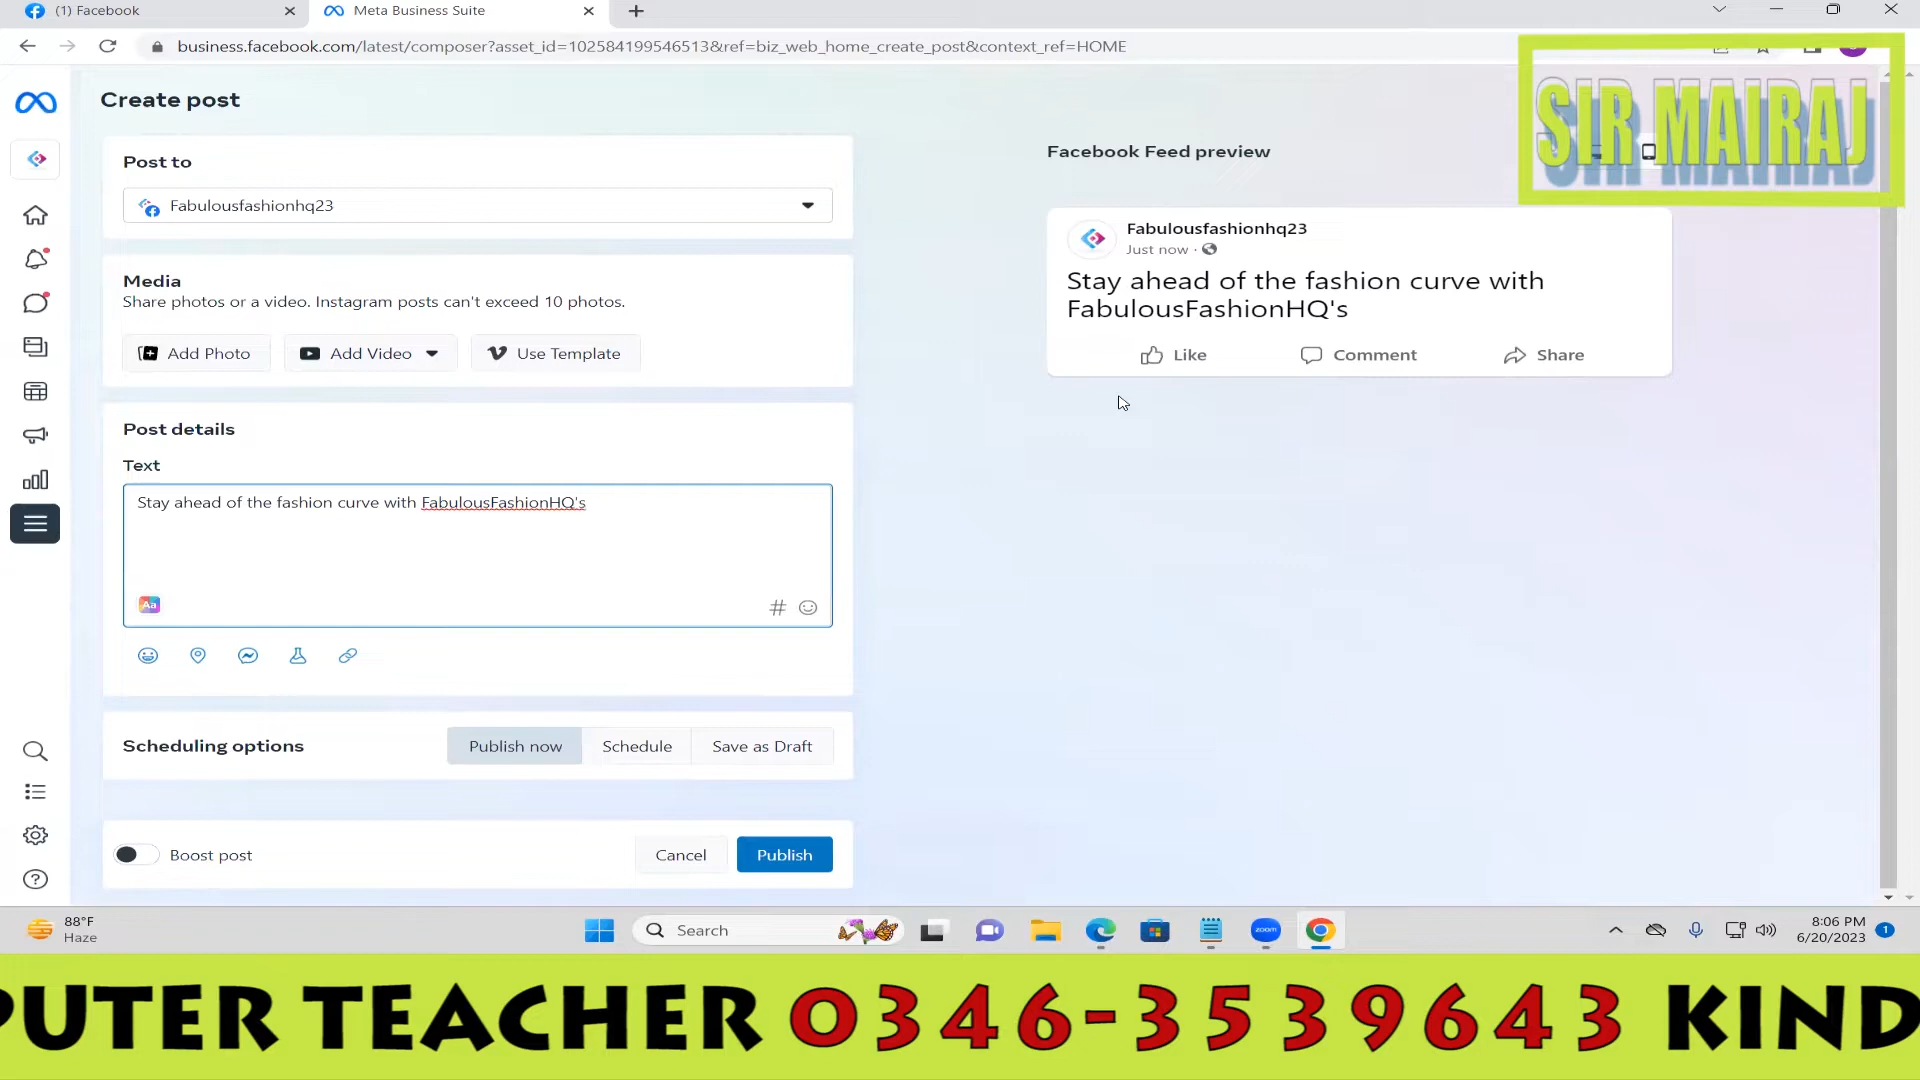 (1) Facebook
Meta Business Suite
business.facebook.com/latest/composer?asset_id=102584199546513&ref=biz_web_home_create_post&context_ref=HOME
SIR MAIRAJ
Create post
Post to
Fabulousfashionhq23
Media
Share photos or a video. Instagram posts can't exceed 10 photos.
Add Photo
Add Video
Use Template
Post details
Text
Stay ahead of the fashion curve with FabulousFashionHQ's
Aa
Scheduling options
Publish now
Schedule
Save as Draft
Boost post
Cancel
Publish
Facebook Feed preview
Fabulousfashionhq23
Just now ·
Stay ahead of the fashion curve with
FabulousFashionHQ's
Like
Comment
Share
88°F
Haze
Search
zoom
8:06 PM
6/20/2023
1
PUTER TEACHER 0346-3539643 KIND